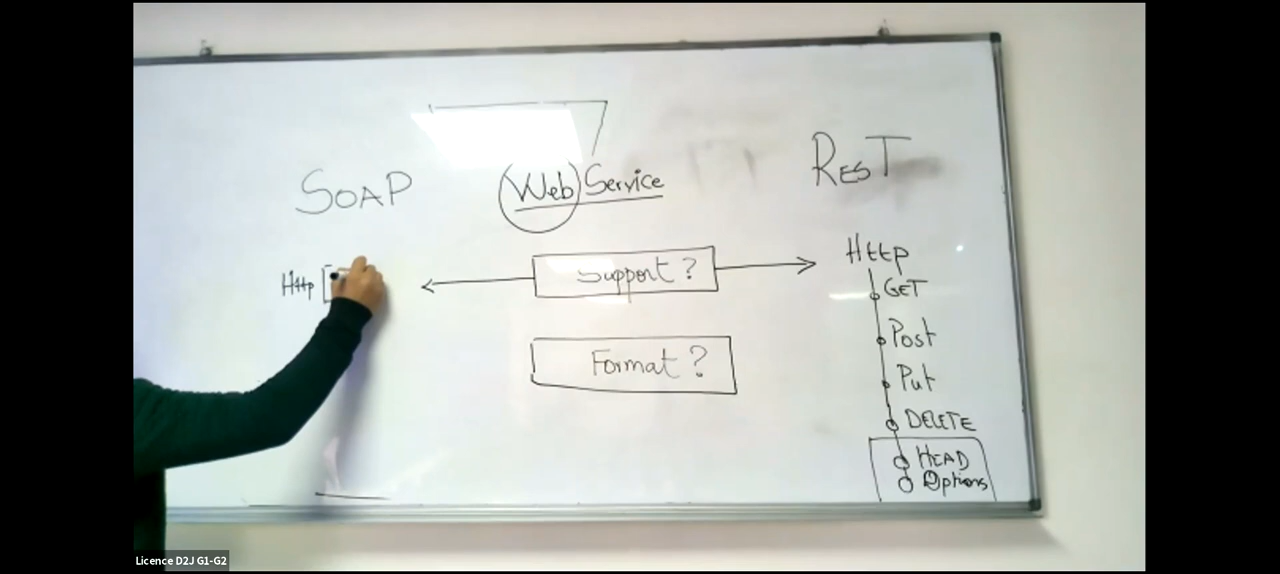 SOAP
Web Service
REST
Http [
Support ?
Format ?
Http
GET
Post
Put
DELETE
HEAD
Options
Licence D2J G1-G2